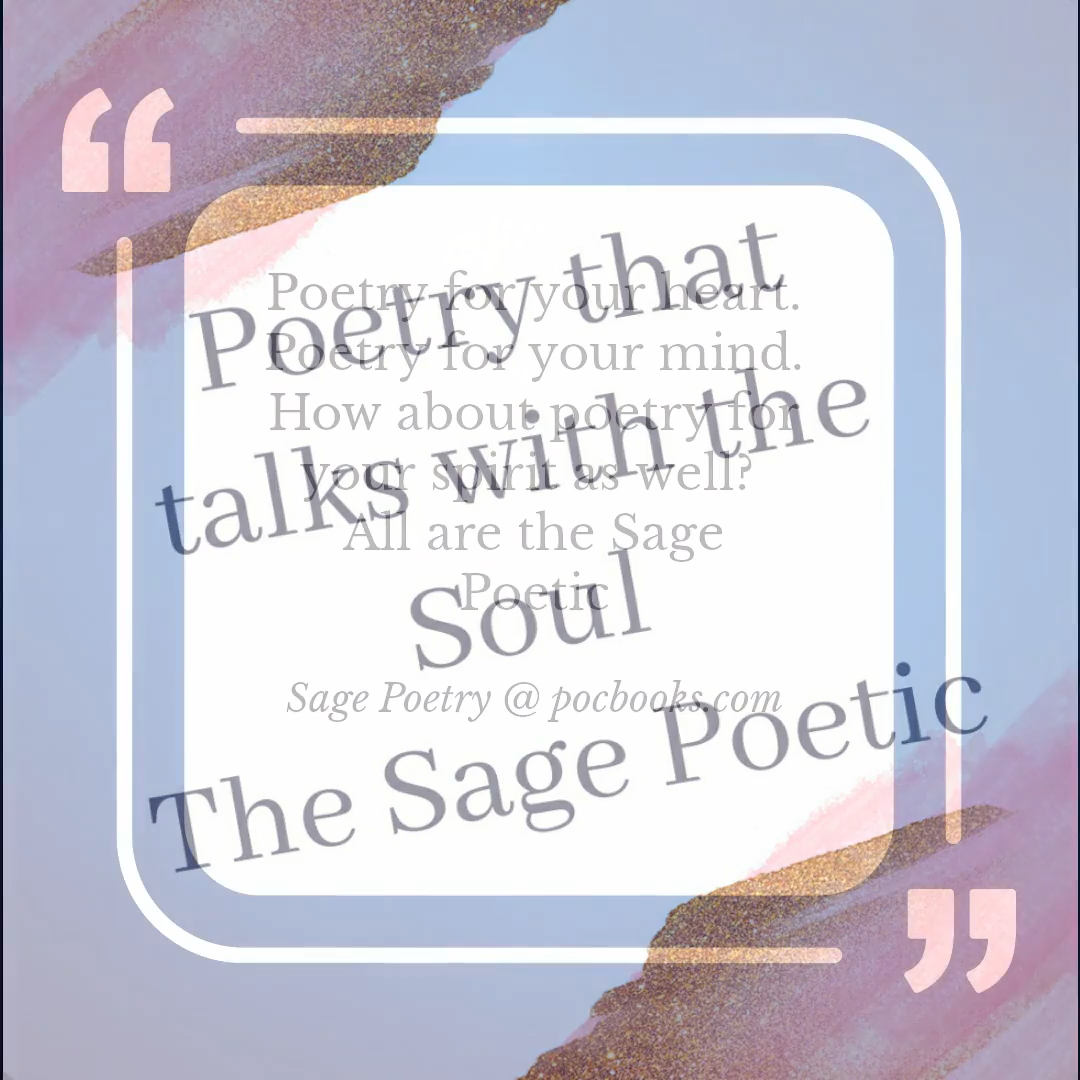 Poetry that
talks with the
Soul
The Sage Poetic
Poetry for your heart.
Poetry for your mind.
How about poetry for
your spirit as well?
All are the Sage
Poetic
Sage Poetry @ pocbooks.com